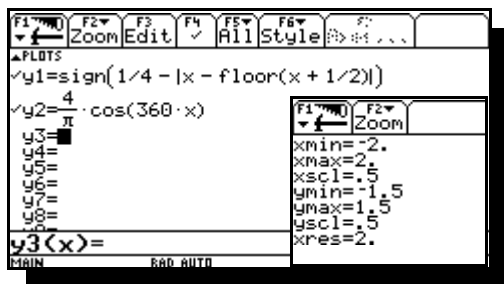 F1 F2 F3 F4 F5 F6
Zoom Edit ✓ All Style
▲PLOTS
✓y1=sign(1/4 - |x - floor(x + 1/2)|)
✓y2=4/π·cos(360·x)
y3=
y4=
y5=
y6=
y7=
y8=
y3(x)=
MAIN RAD AUTO
F1 F2
Zoom
xmin=-2.
xmax=2.
xscl=.5
ymin=-1.5
ymax=1.5
yscl=.5
xres=2.